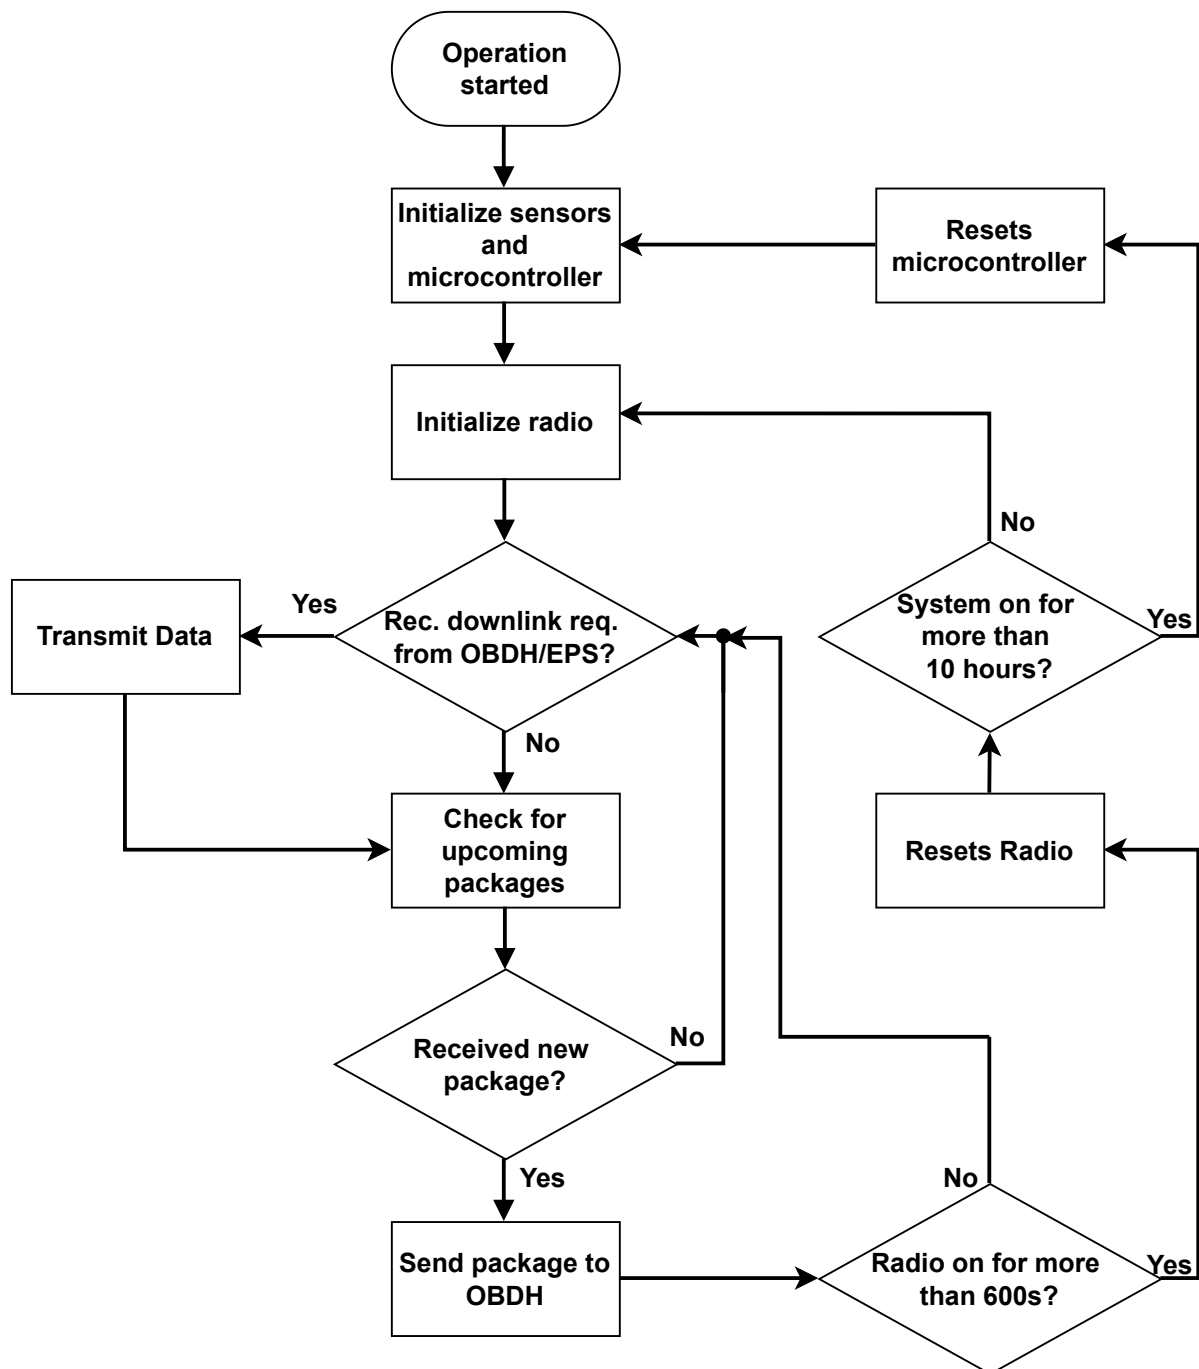 Operation
started
Initialize sensors
and
microcontroller
Resets
microcontroller
Initialize radio
No
System on for
more than
10 hours?
Yes
Yes
Rec. downlink req.
from OBDH/EPS?
Transmit Data
No
Check for
upcoming
packages
Resets Radio
Received new
package?
No
Yes
Send package to
OBDH
No
Radio on for more
than 600s?
Yes